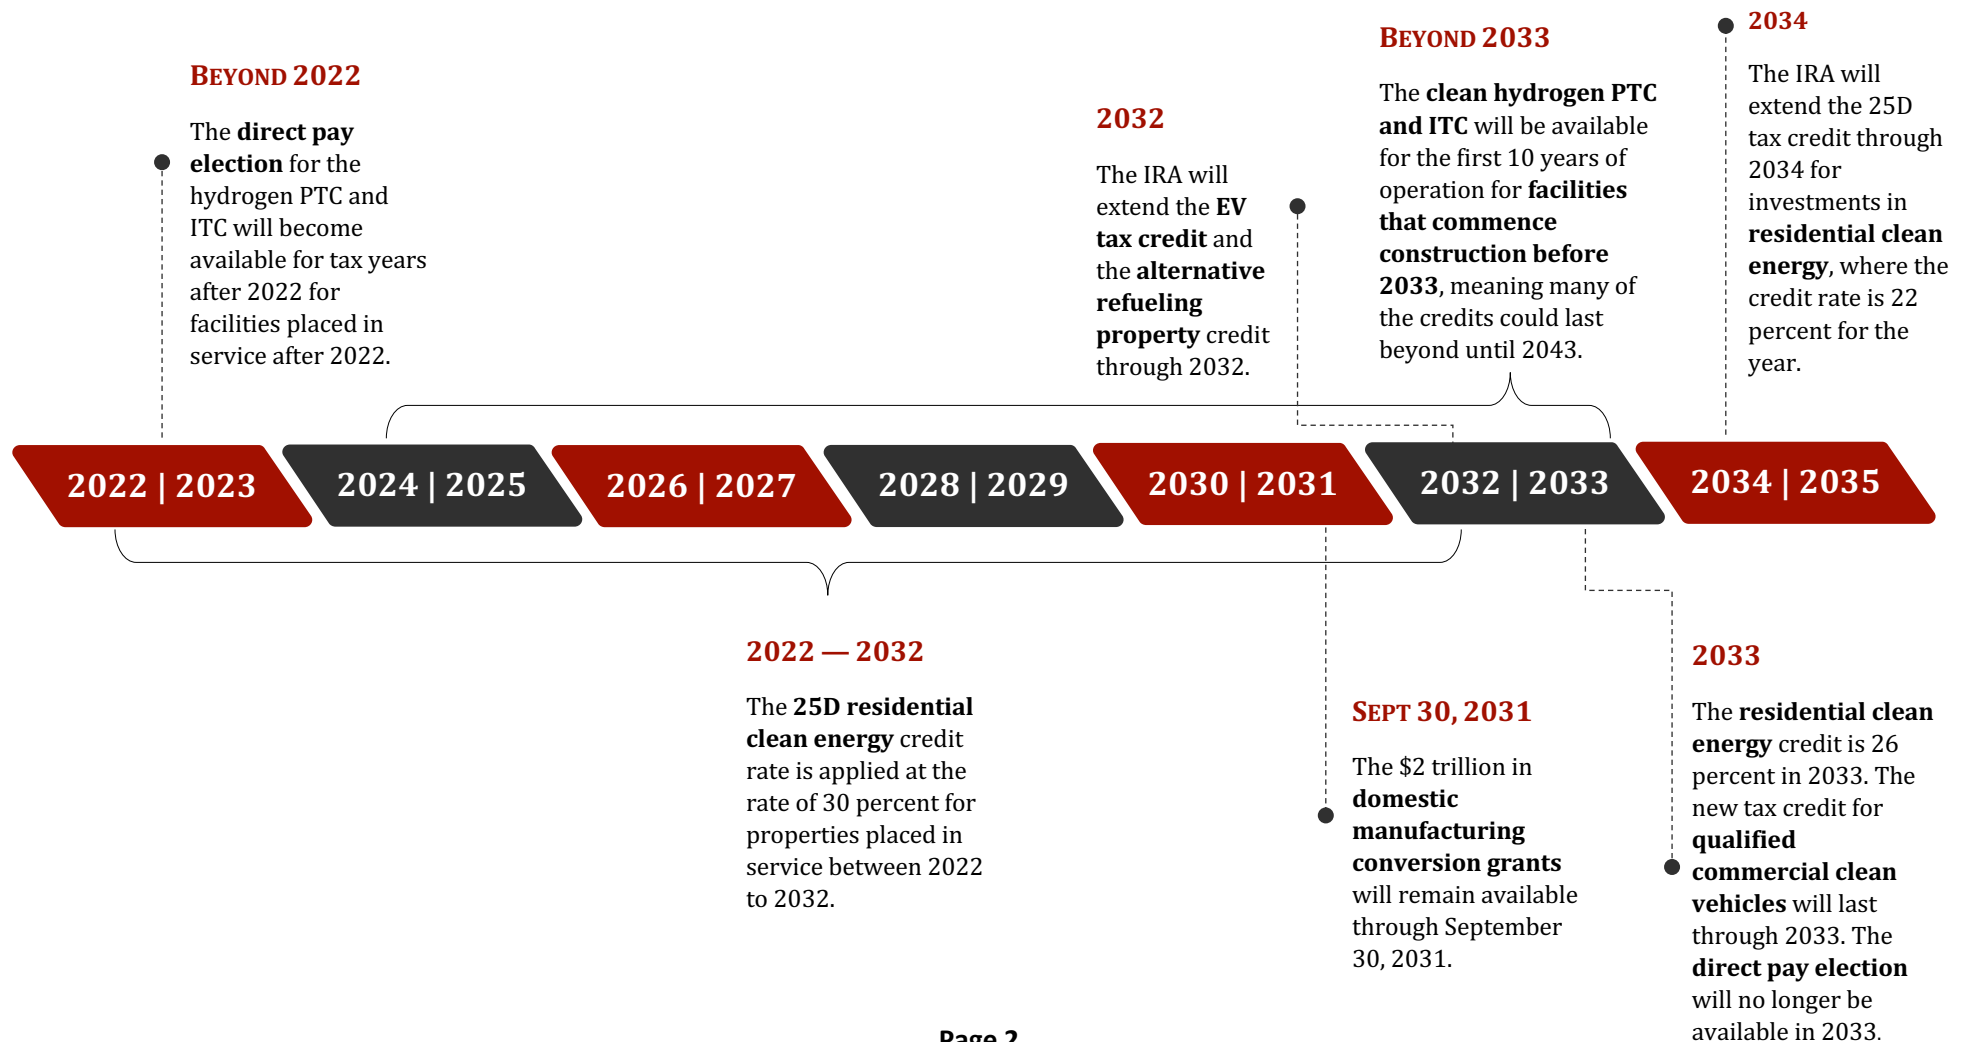 BEYOND 2022
The direct pay
election for the
hydrogen PTC and
ITC will become
available for tax years
after 2022 for
facilities placed in
service after 2022.
2032
The IRA will
extend the EV
tax credit and
the alternative
refueling
property credit
through 2032.
BEYOND 2033
The clean hydrogen PTC
and ITC will be available
for the first 10 years of
operation for facilities
that commence
construction before
2033, meaning many of
the credits could last
beyond until 2043.
2034
The IRA will
extend the 25D
tax credit through
2034 for
investments in
residential clean
energy, where the
credit rate is 22
percent for the
year.
2022 | 2023
2024 | 2025
2026 | 2027
2028 | 2029
2030 | 2031
2032 | 2033
2034 | 2035
2022 — 2032
The 25D residential
clean energy credit
rate is applied at the
rate of 30 percent for
properties placed in
service between 2022
to 2032.
SEPT 30, 2031
The $2 trillion in
domestic
manufacturing
conversion grants
will remain available
through September
30, 2031.
2033
The residential clean
energy credit is 26
percent in 2033. The
new tax credit for
qualified
commercial clean
vehicles will last
through 2033. The
direct pay election
will no longer be
available in 2033.
Page 2